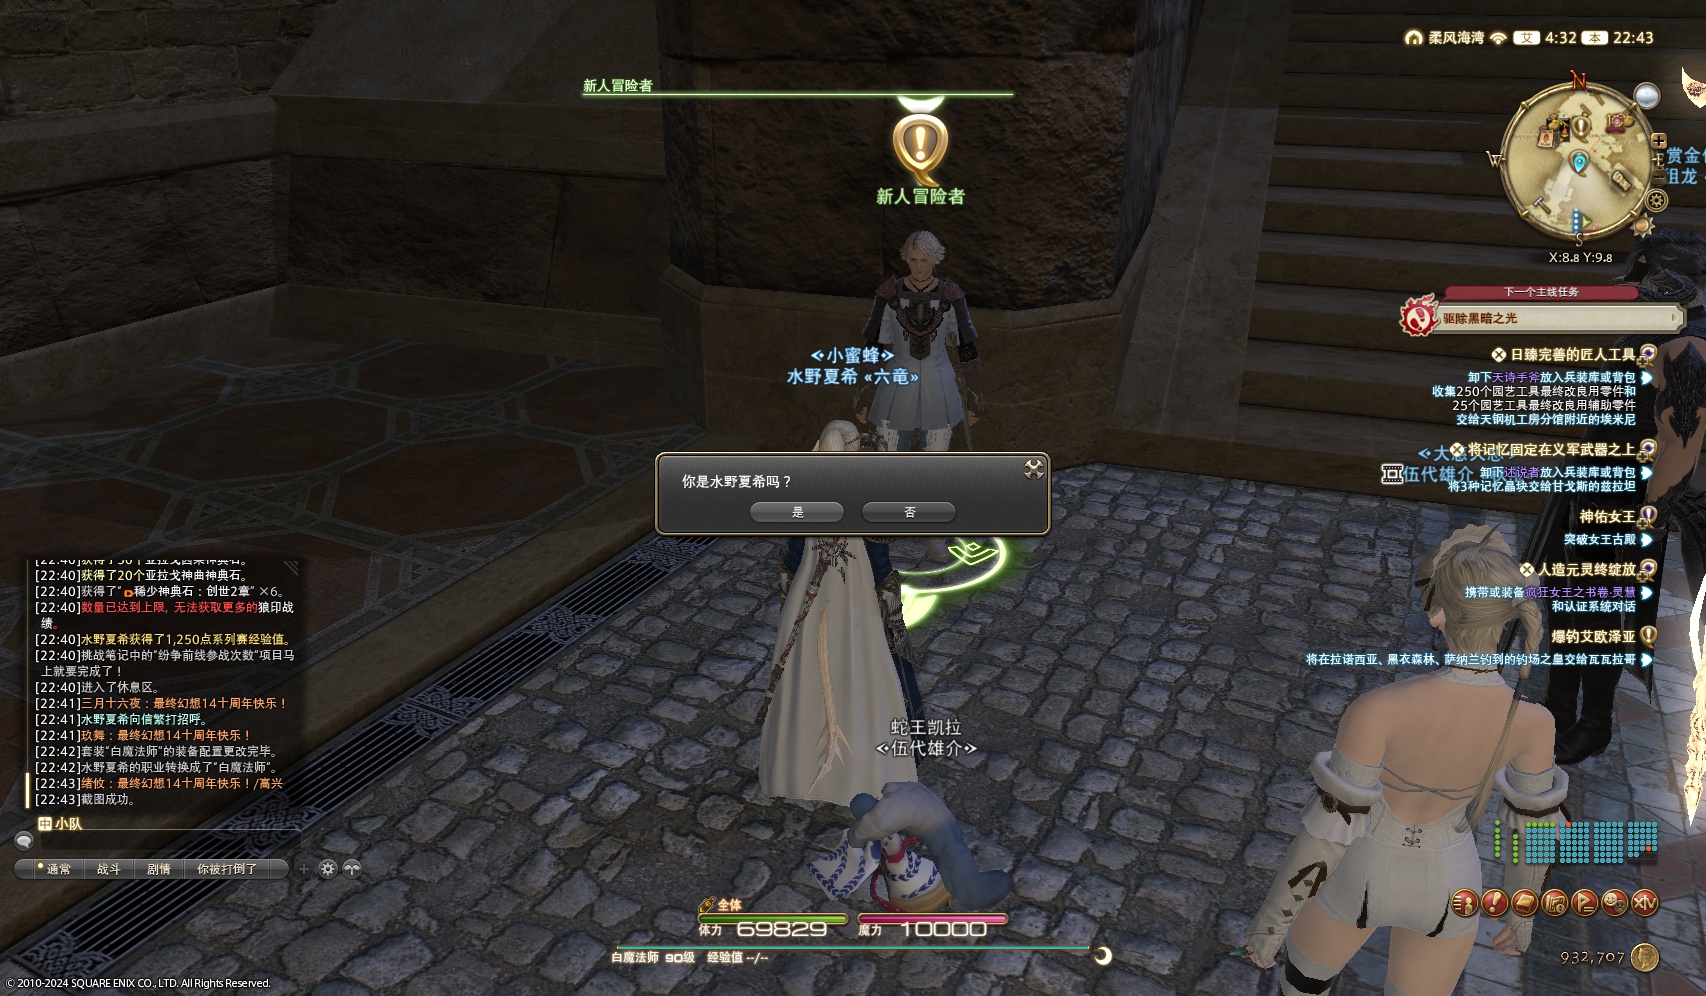 柔风海湾 艾 4:32 本 22:43
新人冒险者
新人冒险者
N
W
E
S
赏金
X:8.8 Y:9.8
下一个主线任务
驱除黑暗之光
日臻完善的匠人工具
卸下天诗手斧放入兵装库或背包
收集250个园艺工具最终改良用零件和
25个园艺工具最终改良用辅助零件
交给天钢机工房分馆附近的埃米尼
将记忆固定在义军武器之上
卸下述说者放入兵装库或背包
将3种记忆晶块交给甘戈斯的兹拉坦
伍代雄介
神佑女王
突破女王古殿
人造元灵终绽放
携带或装备疯狂女王之书卷·灵慧
和认证系统对话
爆钓艾欧泽亚
将在拉诺西亚、黑衣森林、萨纳兰钓到的钓场之皇交给瓦瓦拉哥
小蜜蜂
水野夏希 «六竜»
你是水野夏希吗？
是 否
蛇王凯拉
伍代雄介
[22:40]获得了20个亚拉戈神曲神典石。
[22:40]获得了“稀少神典石：创世2章” ×6。
[22:40]数量已达到上限, 无法获取更多的狼印战
绩。
[22:40]水野夏希获得了1,250点系列赛经验值。
[22:40]挑战笔记中的“纷争前线参战次数”项目马
上就要完成了！
[22:40]进入了休息区。
[22:41]三月十六夜：最终幻想14十周年快乐！
[22:41]水野夏希向信繁打招呼。
[22:41]玖舞：最终幻想14十周年快乐！
[22:42]套装“白魔法师”的装备配置更改完毕。
[22:42]水野夏希的职业转换成了“白魔法师”。
[22:43]绪攸：最终幻想14十周年快乐！/高兴
[22:43]截图成功。
中 小队
通常 战斗 剧情 你被打倒了
全体
体力 69829 魔力 10000
白魔法师 90级 经验值 --/--
XIV
932,707
© 2010-2024 SQUARE ENIX CO., LTD. All Rights Reserved.